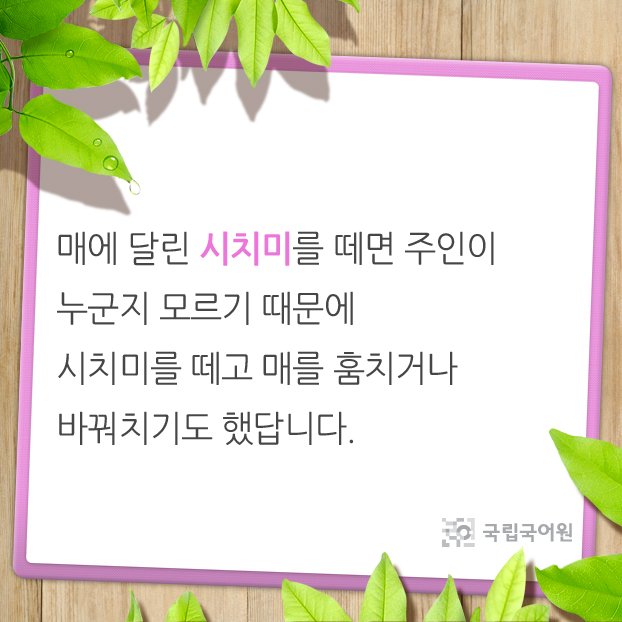 매에 달린 시치미를 떼면 주인이
누군지 모르기 때문에
시치미를 떼고 매를 훔치거나
바꿔치기도 했답니다.
국립국어원